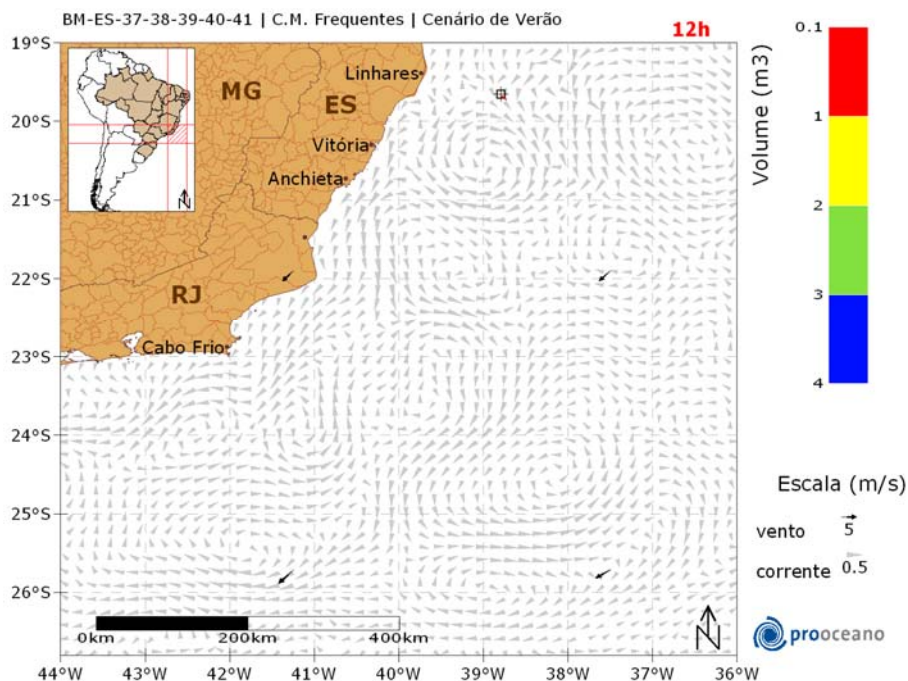 BM-ES-37-38-39-40-41 | C.M. Frequentes | Cenário de Verão
12h
19°S
20°S
21°S
22°S
23°S
24°S
25°S
26°S
MG
ES
RJ
Linhares
Vitória
Anchieta
Cabo Frio
N
0km
200km
400km
N
44°W
43°W
42°W
41°W
40°W
39°W
38°W
37°W
36°W
Volume (m3)
0.1
1
2
3
4
Escala (m/s)
vento 5
corrente 0.5
prooceano